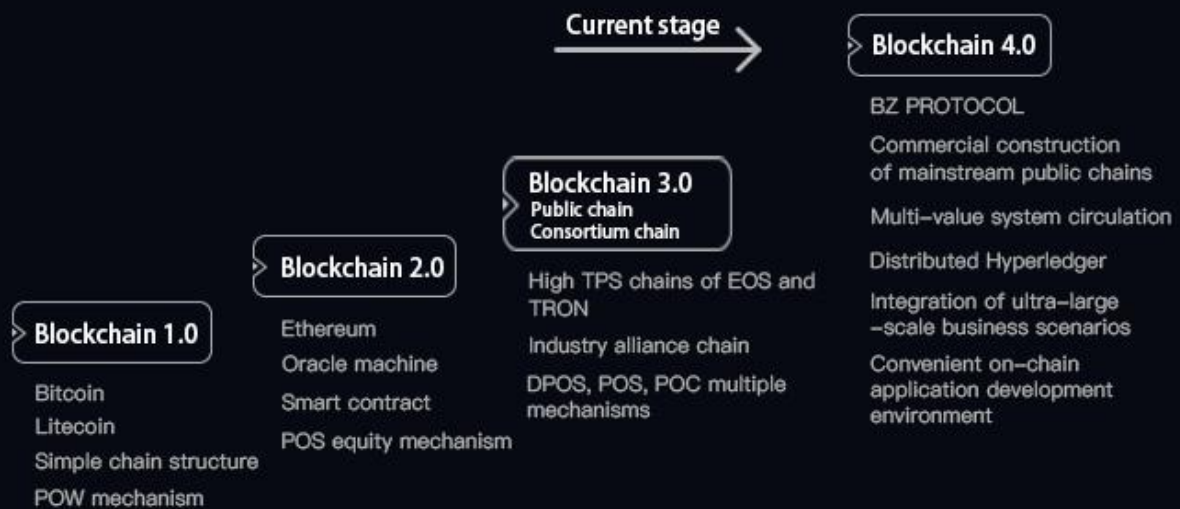 Current stage
Blockchain 4.0
BZ PROTOCOL
Commercial construction
of mainstream public chains
Multi-value system circulation
Distributed Hyperledger
Integration of ultra-large
-scale business scenarios
Convenient on-chain
application development
environment
Blockchain 3.0
Public chain
Consortium chain
High TPS chains of EOS and
TRON
Industry alliance chain
DPOS, POS, POC multiple
mechanisms
Blockchain 2.0
Ethereum
Oracle machine
Smart contract
POS equity mechanism
Blockchain 1.0
Bitcoin
Litecoin
Simple chain structure
POW mechanism